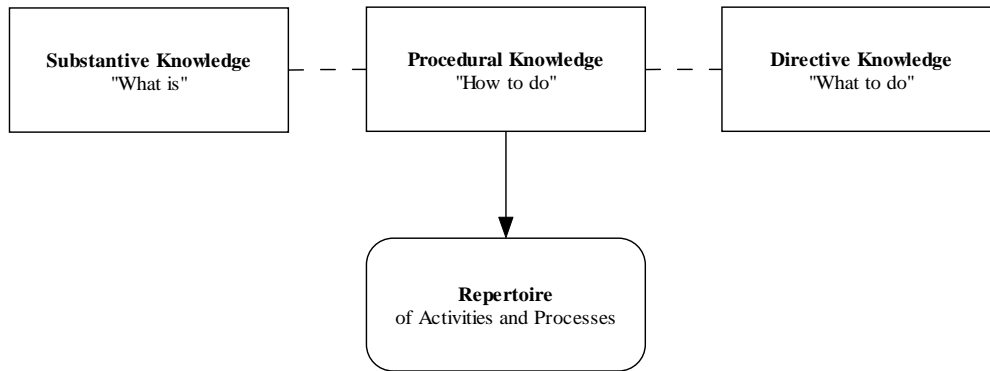 Substantive Knowledge
"What is"
Procedural Knowledge
"How to do"
Directive Knowledge
"What to do"
Repertoire
of Activities and Processes